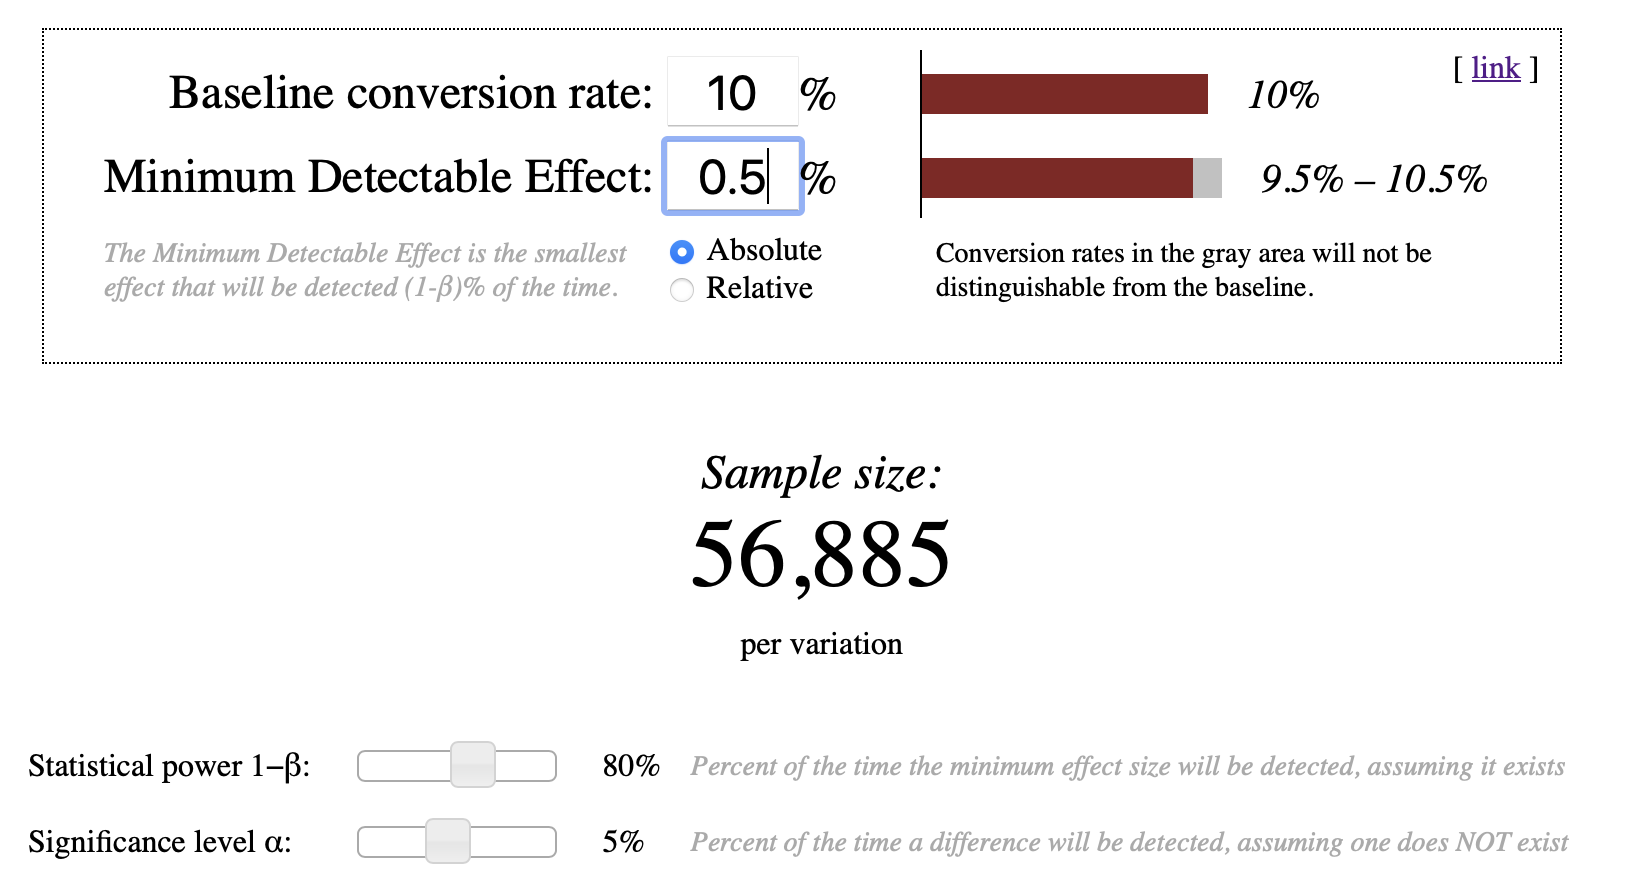 Baseline conversion rate: 10 % 10% [ link ]
Minimum Detectable Effect: 0.5 % 9.5% – 10.5%
The Minimum Detectable Effect is the smallest
effect that will be detected (1-β)% of the time.
Absolute
Relative
Conversion rates in the gray area will not be
distinguishable from the baseline.
Sample size:
56,885
per variation
Statistical power 1−β: 80% Percent of the time the minimum effect size will be detected, assuming it exists
Significance level α: 5% Percent of the time a difference will be detected, assuming one does NOT exist